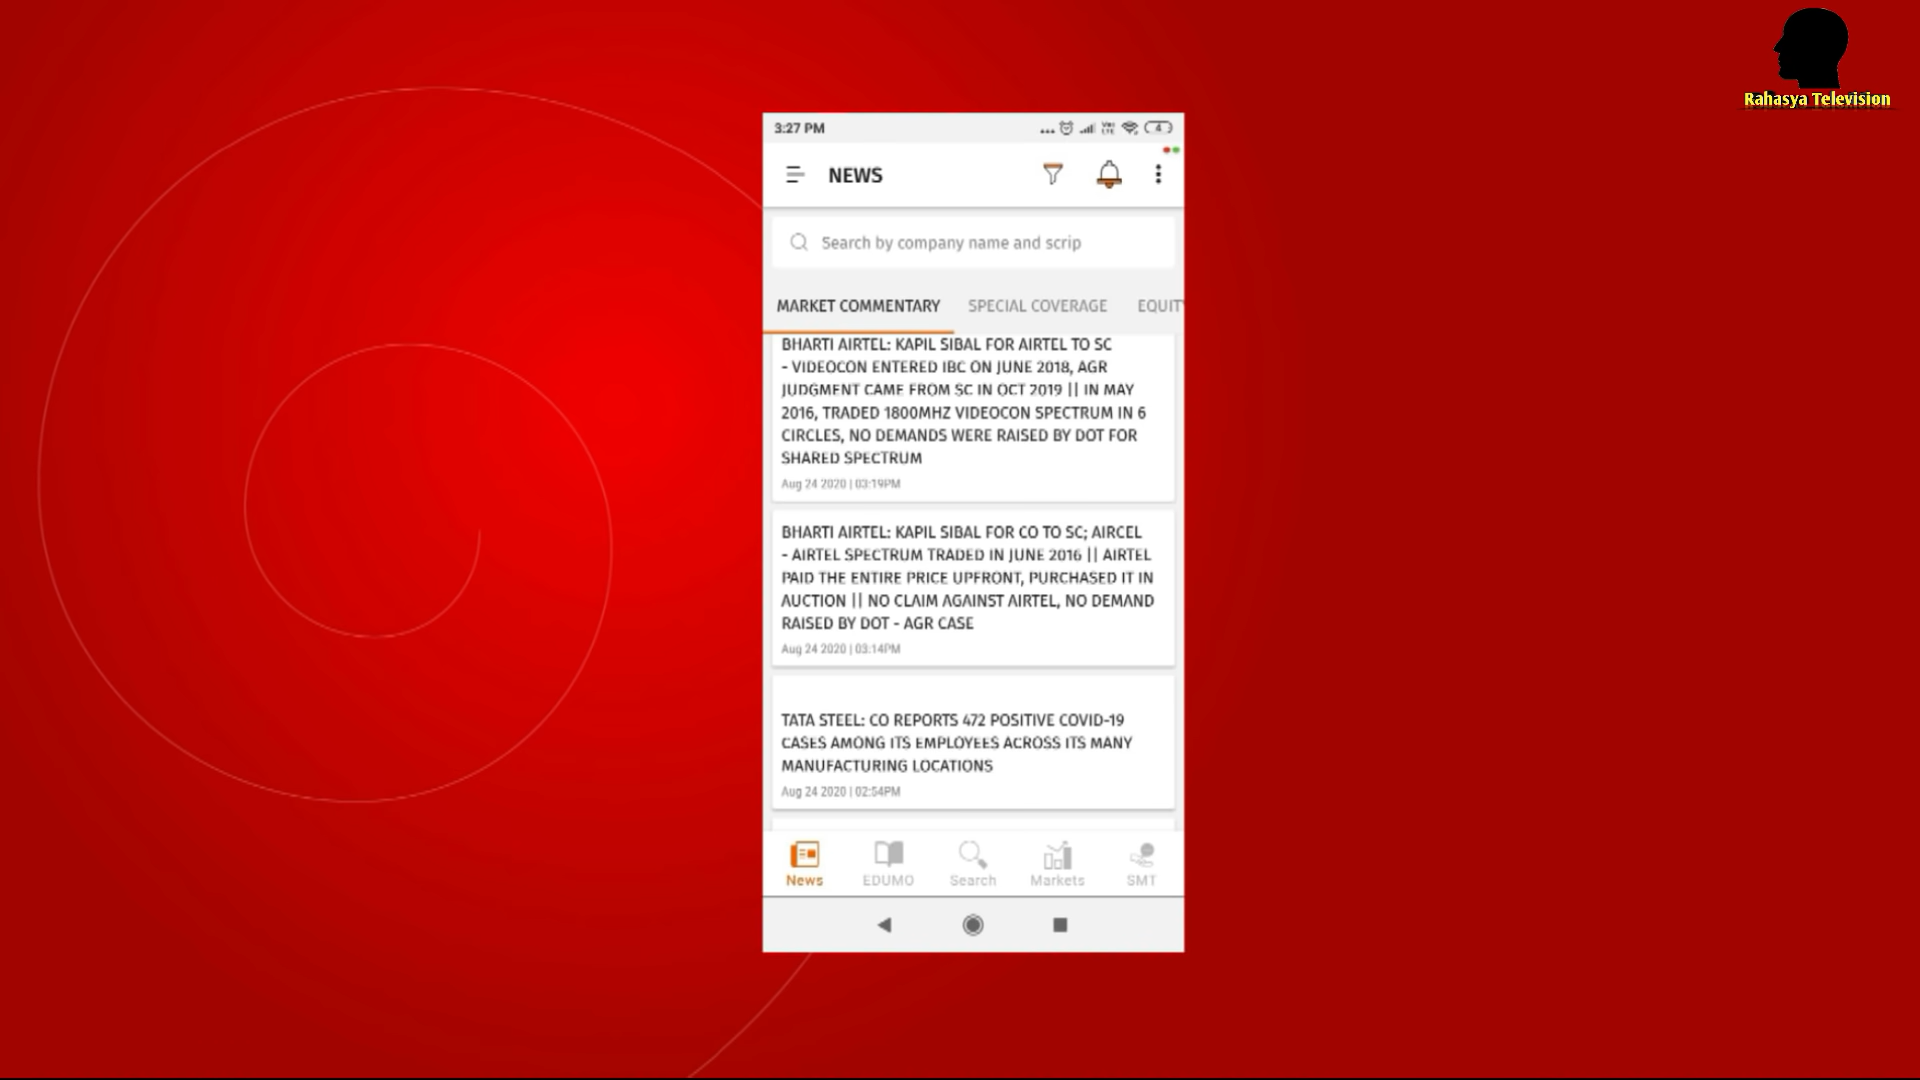 Rahasya Television
3:27 PM
4
NEWS
Search by company name and scrip
MARKET COMMENTARY SPECIAL COVERAGE EQUIT
BHARTI AIRTEL: KAPIL SIBAL FOR AIRTEL TO SC
- VIDEOCON ENTERED IBC ON JUNE 2018, AGR
JUDGMENT CAME FROM SC IN OCT 2019 || IN MAY
2016, TRADED 1800MHZ VIDEOCON SPECTRUM IN 6
CIRCLES, NO DEMANDS WERE RAISED BY DOT FOR
SHARED SPECTRUM
Aug 24 2020 | 03:19PM
BHARTI AIRTEL: KAPIL SIBAL FOR CO TO SC; AIRCEL
- AIRTEL SPECTRUM TRADED IN JUNE 2016 || AIRTEL
PAID THE ENTIRE PRICE UPFRONT, PURCHASED IT IN
AUCTION || NO CLAIM AGAINST AIRTEL, NO DEMAND
RAISED BY DOT - AGR CASE
Aug 24 2020 | 03:14PM
TATA STEEL: CO REPORTS 472 POSITIVE COVID-19
CASES AMONG ITS EMPLOYEES ACROSS ITS MANY
MANUFACTURING LOCATIONS
Aug 24 2020 | 02:54PM
News EDUMO Search Markets SMT